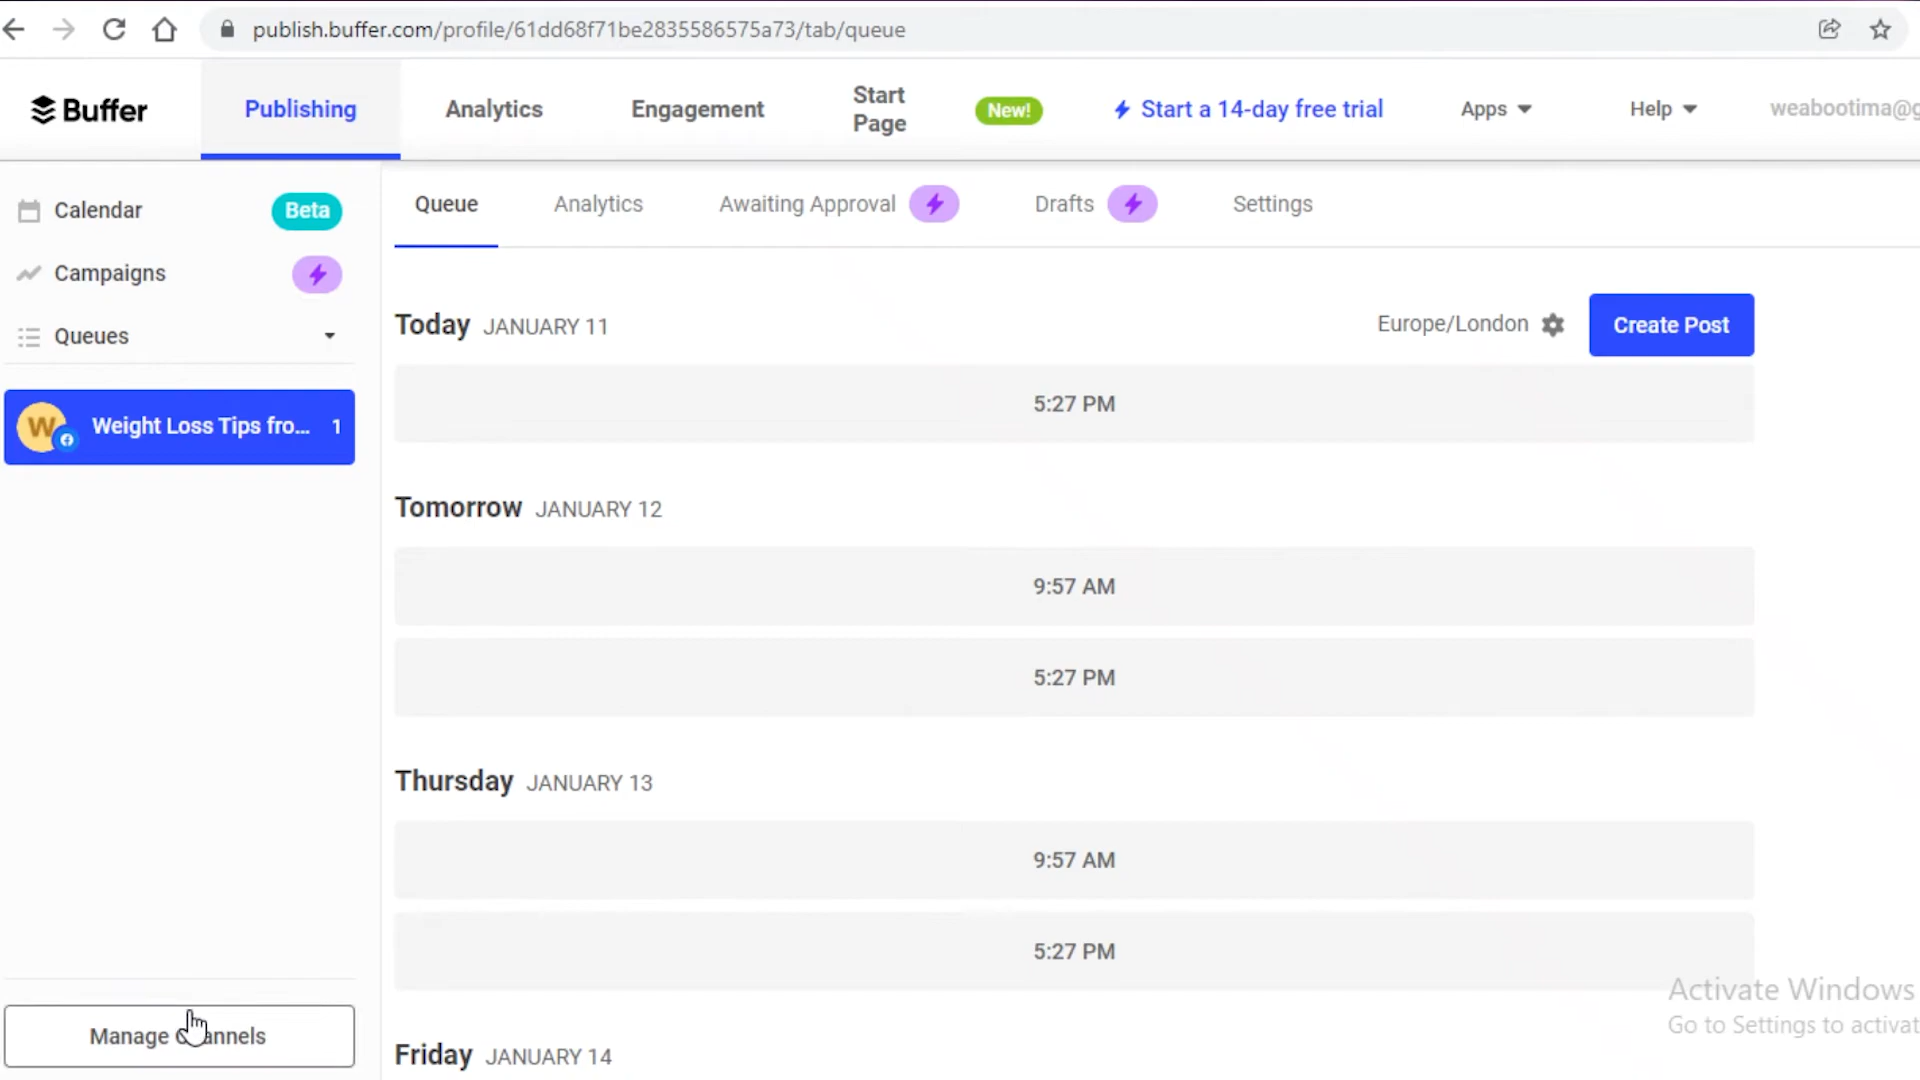 publish.buffer.com/profile/61dd68f71be2835586575a73/tab/queue
Buffer
Publishing
Analytics
Engagement
Start
Page
New!
Start a 14-day free trial
Apps
Help
weabootima@g
Calendar
Beta
Campaigns
Queues
W
Weight Loss Tips fro... 1
Manage
Queue
Analytics
Awaiting Approval
Drafts
Settings
Today JANUARY 11
Europe/London
Create Post
5:27 PM
Tomorrow JANUARY 12
9:57 AM
5:27 PM
Thursday JANUARY 13
9:57 AM
5:27 PM
Friday JANUARY 14
Activate Windows
Go to Settings to activat